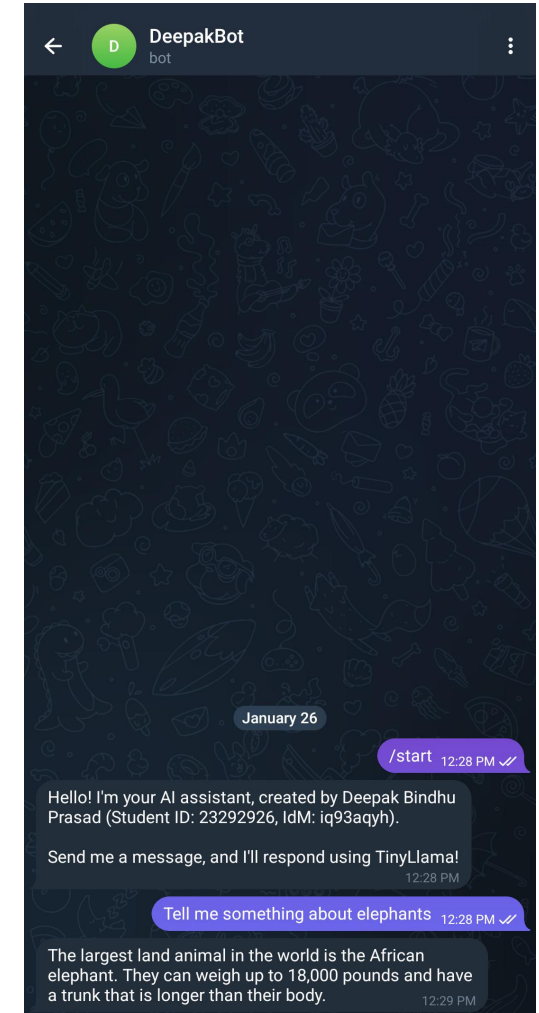 D
DeepakBot
bot
January 26
/start 12:28 PM
Hello! I'm your AI assistant, created by Deepak Bindhu
Prasad (Student ID: 23292926, IdM: iq93aqyh).
Send me a message, and I'll respond using TinyLlama!
12:28 PM
Tell me something about elephants 12:28 PM
The largest land animal in the world is the African
elephant. They can weigh up to 18,000 pounds and have
a trunk that is longer than their body. 12:29 PM